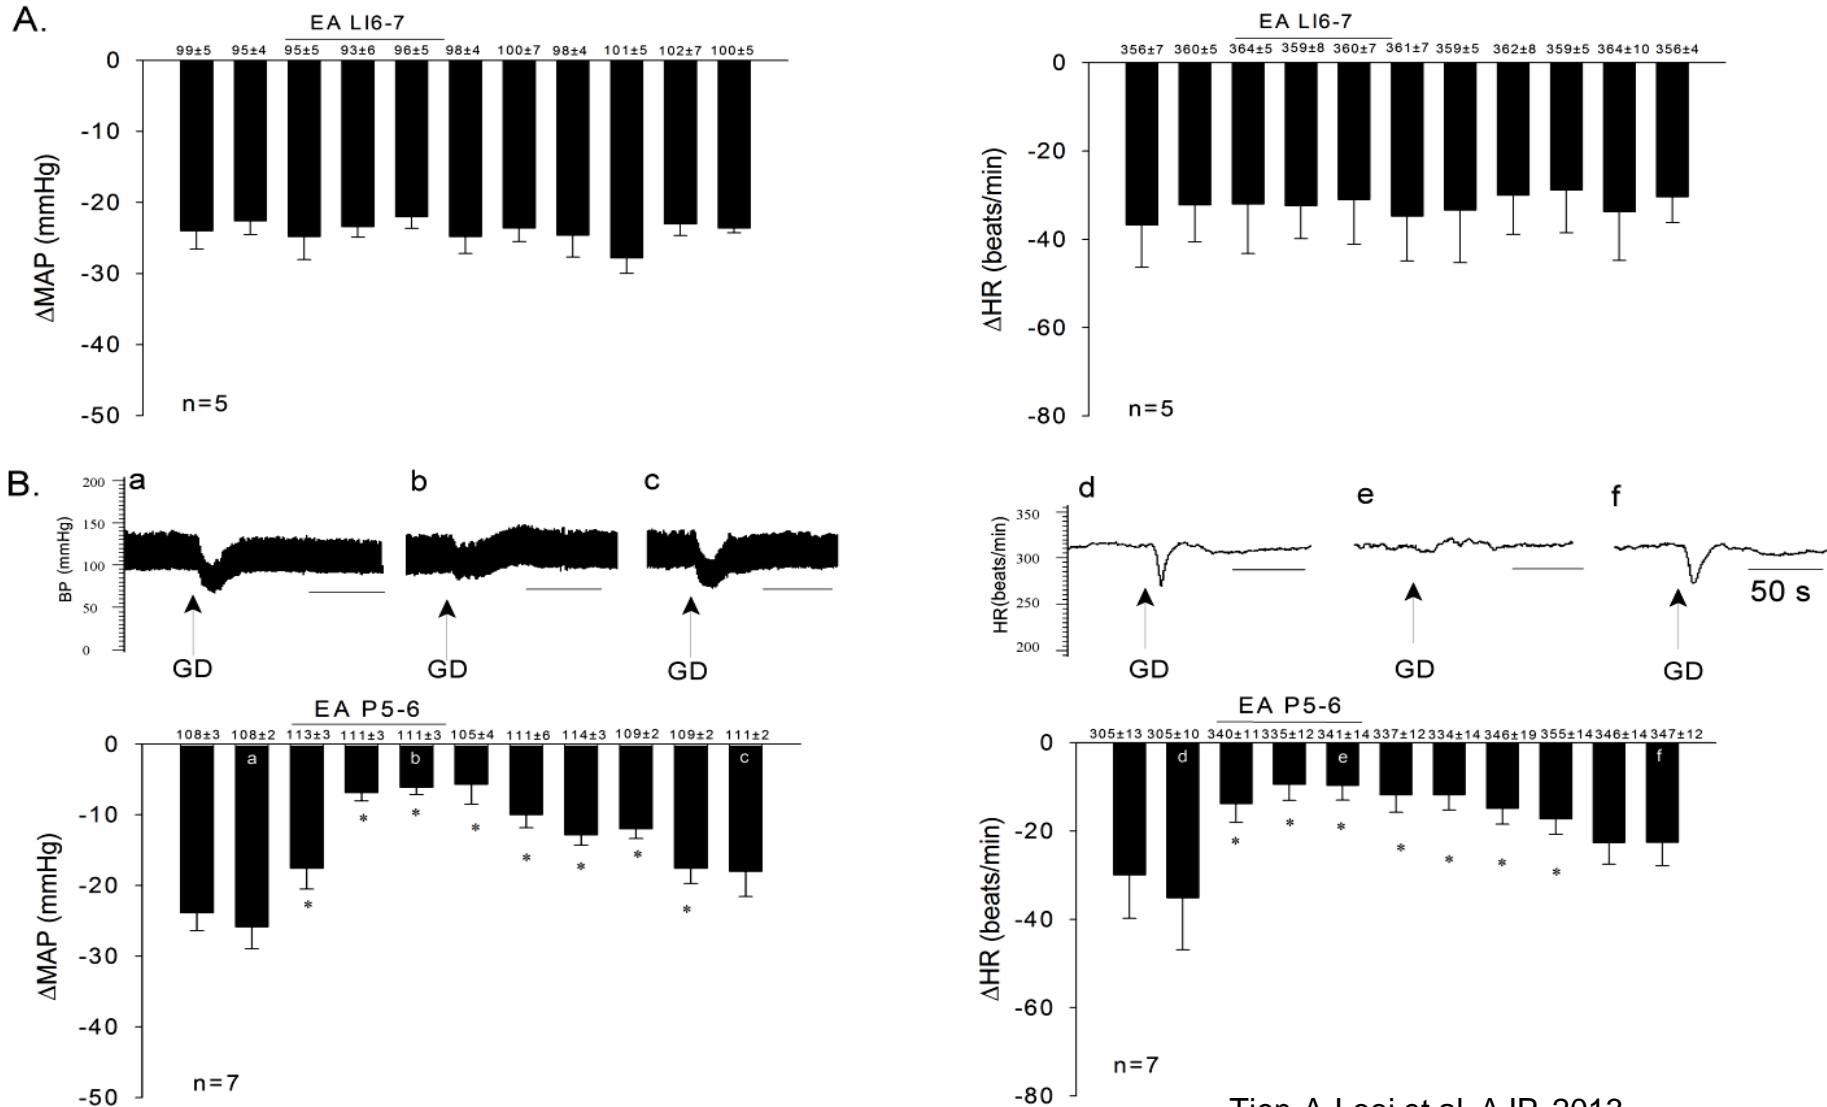 A.
EA LI6-7
99±5 95±4 95±5 93±6 96±5 98±4 100±7 98±4 101±5 102±7 100±5
0
-10
-20
-30
-40
-50
ΔMAP (mmHg)
n=5
EA LI6-7
356±7 360±5 364±5 359±8 360±7 361±7 359±5 362±8 359±5 364±10 356±4
0
-20
-40
-60
-80
ΔHR (beats/min)
n=5
B.
a b c
200
150
100
50
0
BP (mmHg)
GD GD GD
d e f
350
300
250
200
HR(beats/min)
50 s
GD GD GD
EA P5-6
108±3 108±2 113±3 111±3 111±3 105±4 111±6 114±3 109±2 109±2 111±2
a b c
0
-10
-20
-30
-40
-50
ΔMAP (mmHg)
* * * * * * * *
n=7
EA P5-6
305±13 305±10 340±11 335±12 341±14 337±12 334±14 346±19 355±14 346±14 347±12
d e f
0
-20
-40
-60
-80
ΔHR (beats/min)
* * * * * * *
n=7